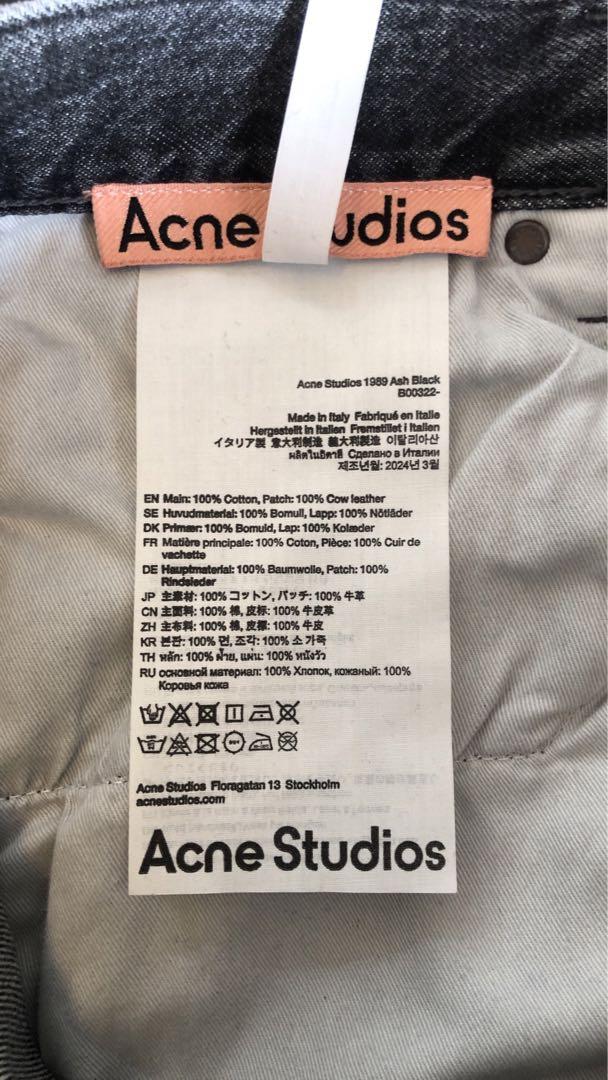 Acne Studios
Acne Studios 1989 Ash Black
B00322-
Made in Italy Fabriqué en Italie
Hergestellt in Italien Fremstillet i Italien
イタリア製 意大利制造 義大利製造 이탈리아산
ผลิตในอิตาลี Сделано в Италии
제조년월: 2024년 3월
EN Main: 100% Cotton, Patch: 100% Cow leather
SE Huvudmaterial: 100% Bomull, Lapp: 100% Nötläder
DK Primær: 100% Bomuld, Lap: 100% Kolæder
FR Matière principale: 100% Coton, Pièce: 100% Cuir de
vachette
DE Hauptmaterial: 100% Baumwolle, Patch: 100%
Rindsleder
JP 主素材: 100% コットン, パッチ: 100% 牛革
CN 主面料: 100% 棉, 皮标: 100% 牛皮革
ZH 主布料: 100% 棉, 皮標: 100% 牛皮
KR 본판: 100% 면, 조각: 100% 소 가죽
TH หลัก: 100% ฝ้าย, แผ่น: 100% หนังวัว
RU основной материал: 100% Хлопок, кожаный: 100%
Коровья кожа
Acne Studios Floragatan 13 Stockholm
acnestudios.com
Acne Studios